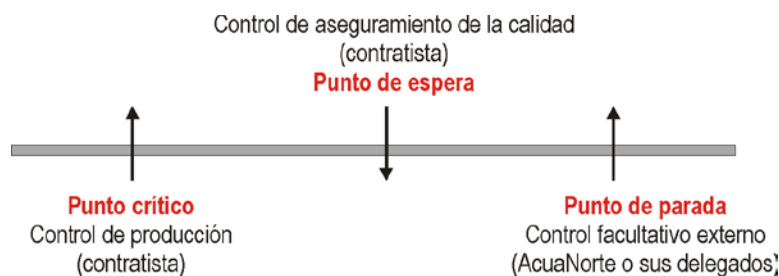 Control de aseguramiento de la calidad
(contratista)
Punto de espera
Punto crítico
Control de producción
(contratista)
Punto de parada
Control facultativo externo
(AcuaNorte o sus delegados)